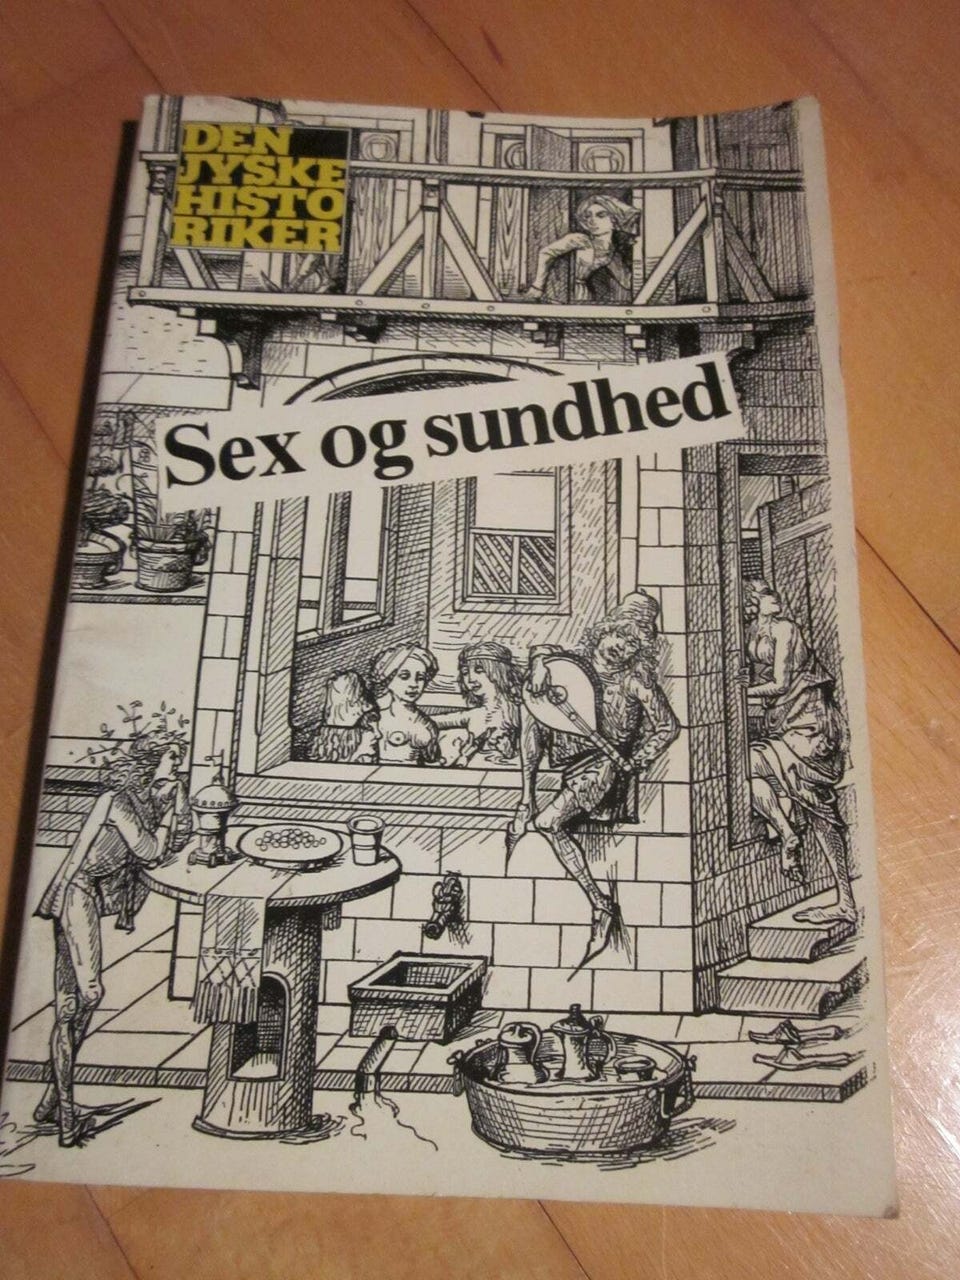 DEN
JYSKE
HISTO
RIKER
Sex og sundhed